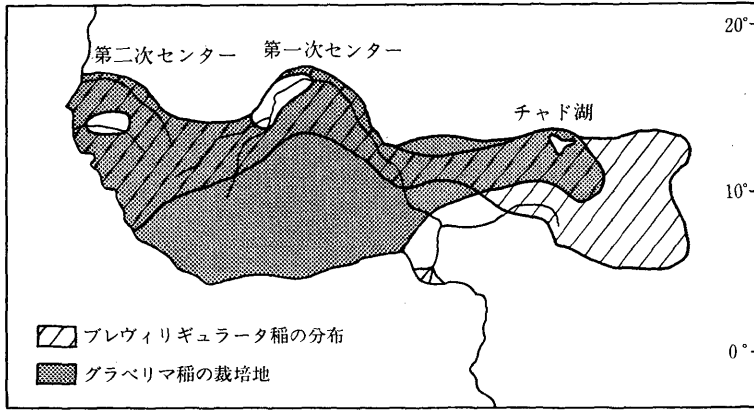 20°
第二次センター
第一次センター
チャド湖
10°
ブレヴィリギュラータ稲の分布
グラベリマ稲の栽培地
0°